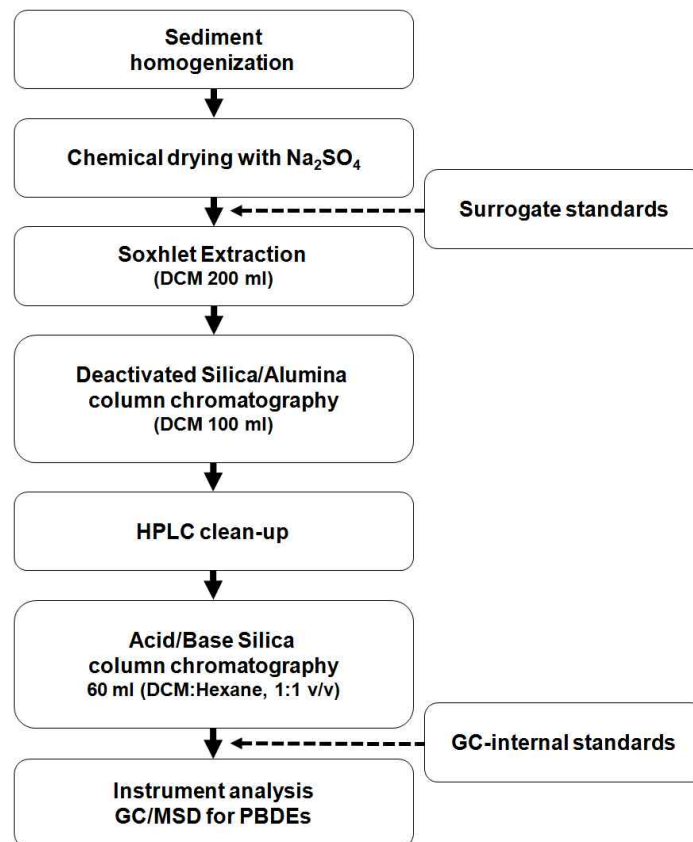 Sediment
homogenization
Chemical drying with Na₂SO₄
Surrogate standards
Soxhlet Extraction
(DCM 200 ml)
Deactivated Silica/Alumina
column chromatography
(DCM 100 ml)
HPLC clean-up
Acid/Base Silica
column chromatography
60 ml (DCM:Hexane, 1:1 v/v)
GC-internal standards
Instrument analysis
GC/MSD for PBDEs